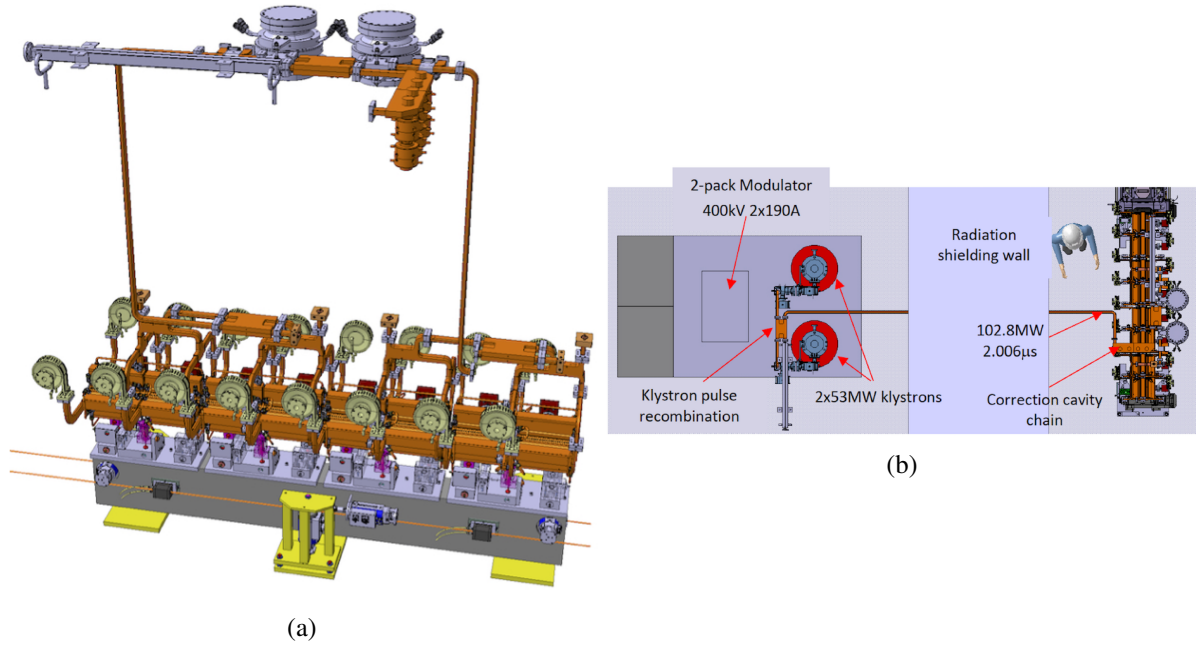 2-pack Modulator
400kV 2x190A
Radiation
shielding wall
102.8MW
2.006µs
Klystron pulse
recombination
2x53MW klystrons
Correction cavity
chain
(a)
(b)